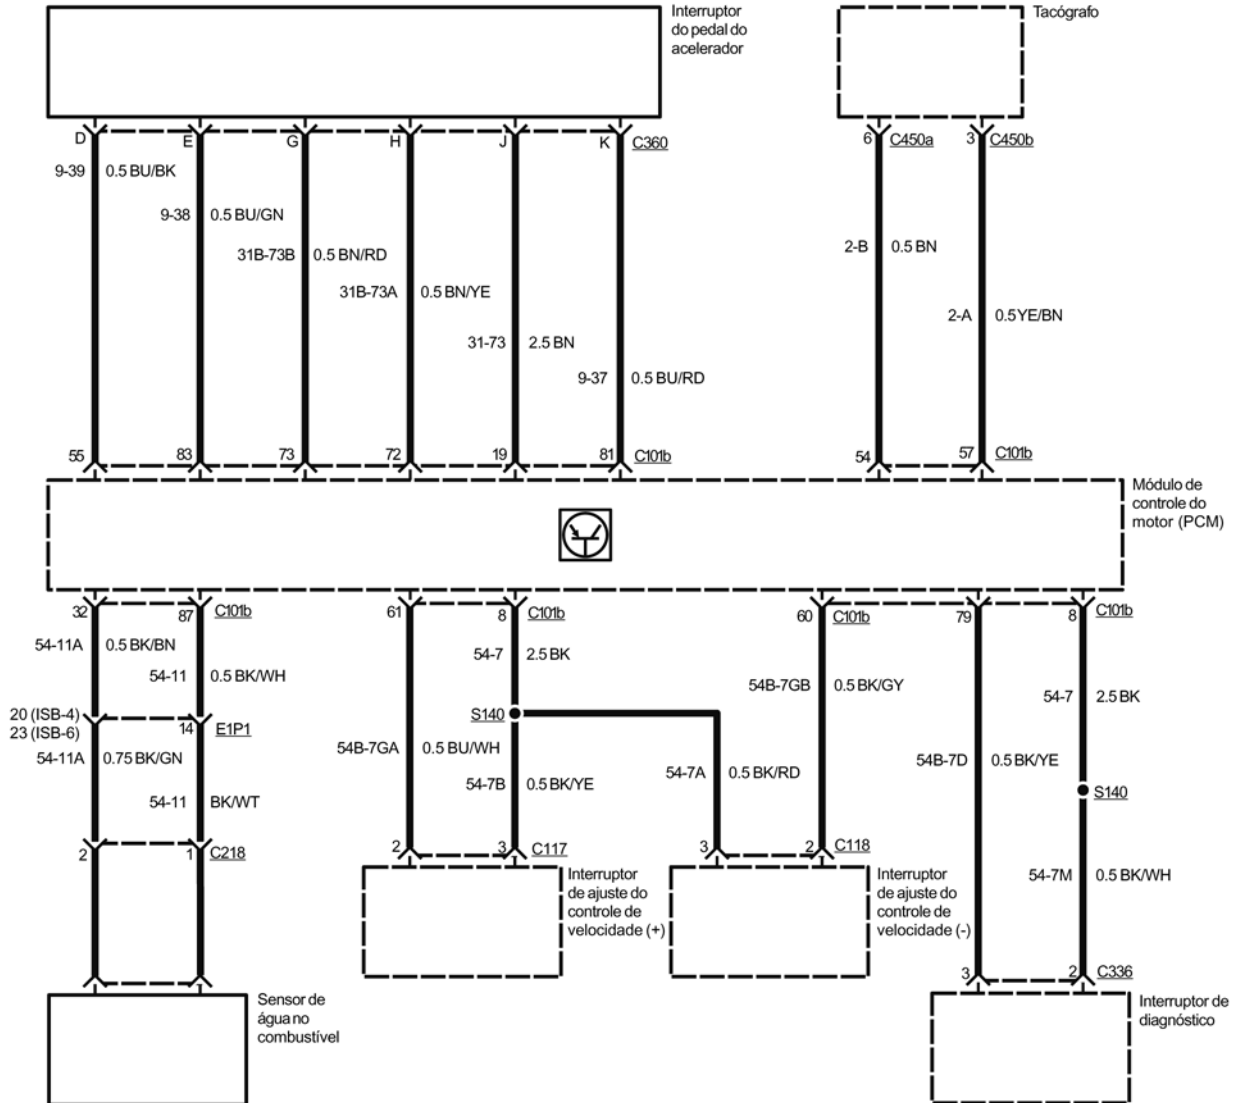 Interruptor
do pedal do
acelerador
Tacógrafo
D E G H J K C360
6 C450a 3 C450b
9-39 0.5 BU/BK
9-38 0.5 BU/GN
31B-73B 0.5 BN/RD
31B-73A 0.5 BN/YE
31-73 2.5 BN
9-37 0.5 BU/RD
2-B 0.5 BN
2-A 0.5 YE/BN
55 83 73 72 19 81 C101b
54 57 C101b
Módulo de
controle do
motor (PCM)
32 87 C101b 61 8 C101b 60 C101b 79 8 C101b
54-11A 0.5 BK/BN
54-11 0.5 BK/WH
54-7 2.5 BK
54B-7GB 0.5 BK/GY
54-7 2.5 BK
20 (ISB-4)
23 (ISB-6)
14 E1P1
S140
54-11A 0.75 BK/GN
54-11 BK/WT
54B-7GA 0.5 BU/WH
54-7B 0.5 BK/YE
54-7A 0.5 BK/RD
54B-7D 0.5 BK/YE
S140
54-7M 0.5 BK/WH
2 1 C218
2 3 C117
3 2 C118
Interruptor
de ajuste do
controle de
velocidade (+)
Interruptor
de ajuste do
controle de
velocidade (-)
3 2 C336
Sensor de
água no
combustível
Interruptor de
diagnóstico